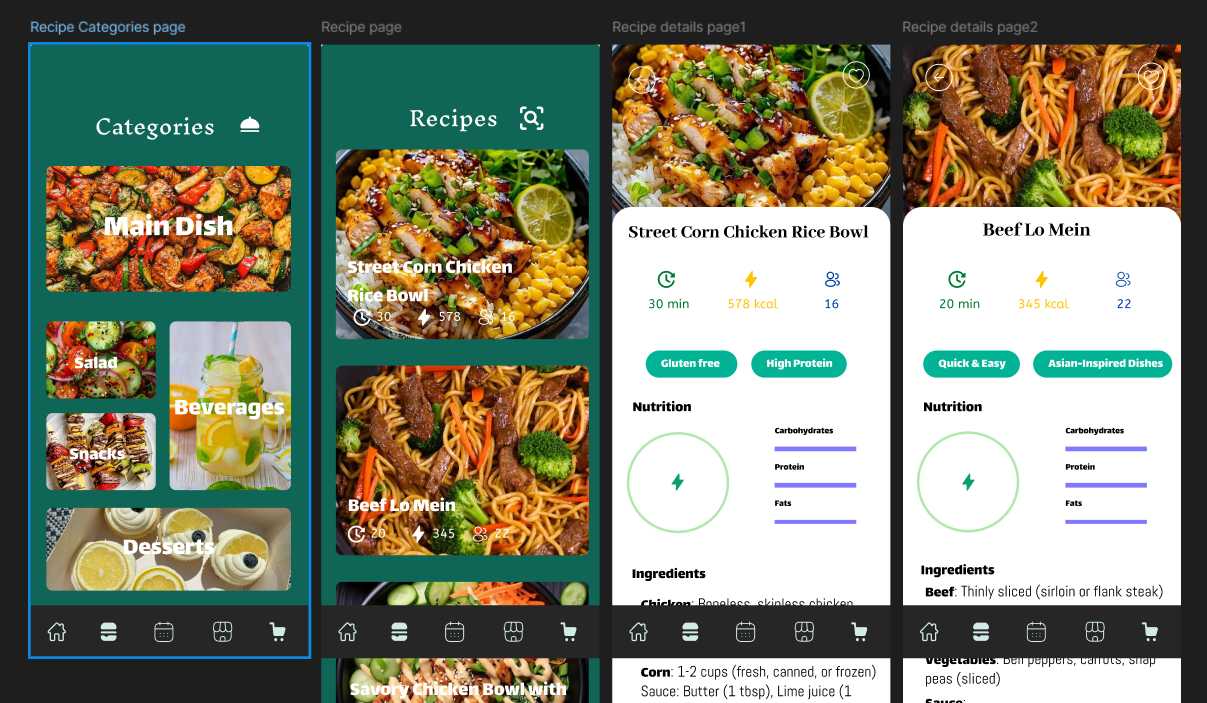 Recipe Categories page
Categories
Main Dish
Salad
Beverages
Snacks
Desserts
Recipe page
Recipes
Street Corn Chicken
Rice Bowl
30 578 16
Beef Lo Mein
20 345 22
Savory Chicken Bowl with
Recipe details page1
Street Corn Chicken Rice Bowl
30 min 578 kcal 16
Gluten free High Protein
Nutrition
Carbohydrates
Protein
Fats
Ingredients
Chicken: Boneless, skinless chicken
Corn: 1-2 cups (fresh, canned, or frozen)
Sauce: Butter (1 tbsp), Lime juice (1
Recipe details page2
Beef Lo Mein
20 min 345 kcal 22
Quick & Easy Asian-Inspired Dishes
Nutrition
Carbohydrates
Protein
Fats
Ingredients
Beef: Thinly sliced (sirloin or flank steak)
Vegetables: Bell peppers, carrots, snap
peas (sliced)
Sauce: